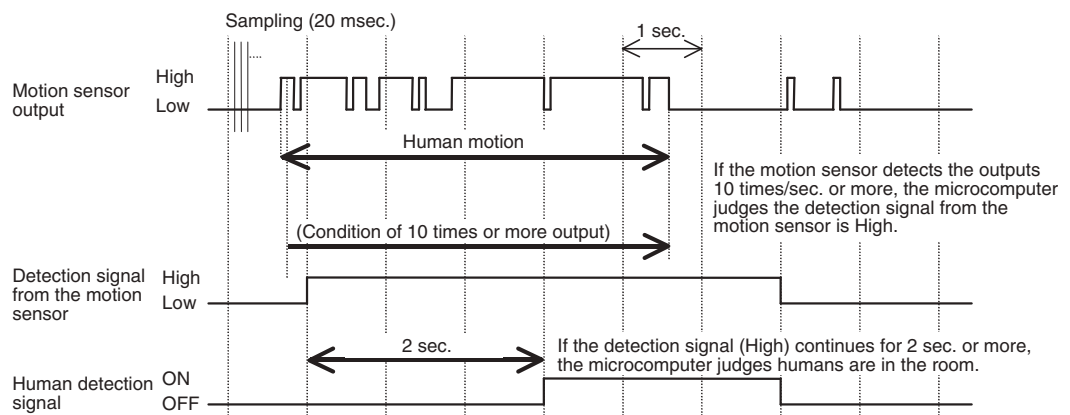 Sampling (20 msec.)
....
1 sec.
Motion sensor
output
High
Low
Human motion
If the motion sensor detects the outputs
10 times/sec. or more, the microcomputer
judges the detection signal from the
motion sensor is High.
(Condition of 10 times or more output)
Detection signal
from the motion
sensor
High
Low
2 sec.
If the detection signal (High) continues for 2 sec. or more,
the microcomputer judges humans are in the room.
Human detection
signal
ON
OFF